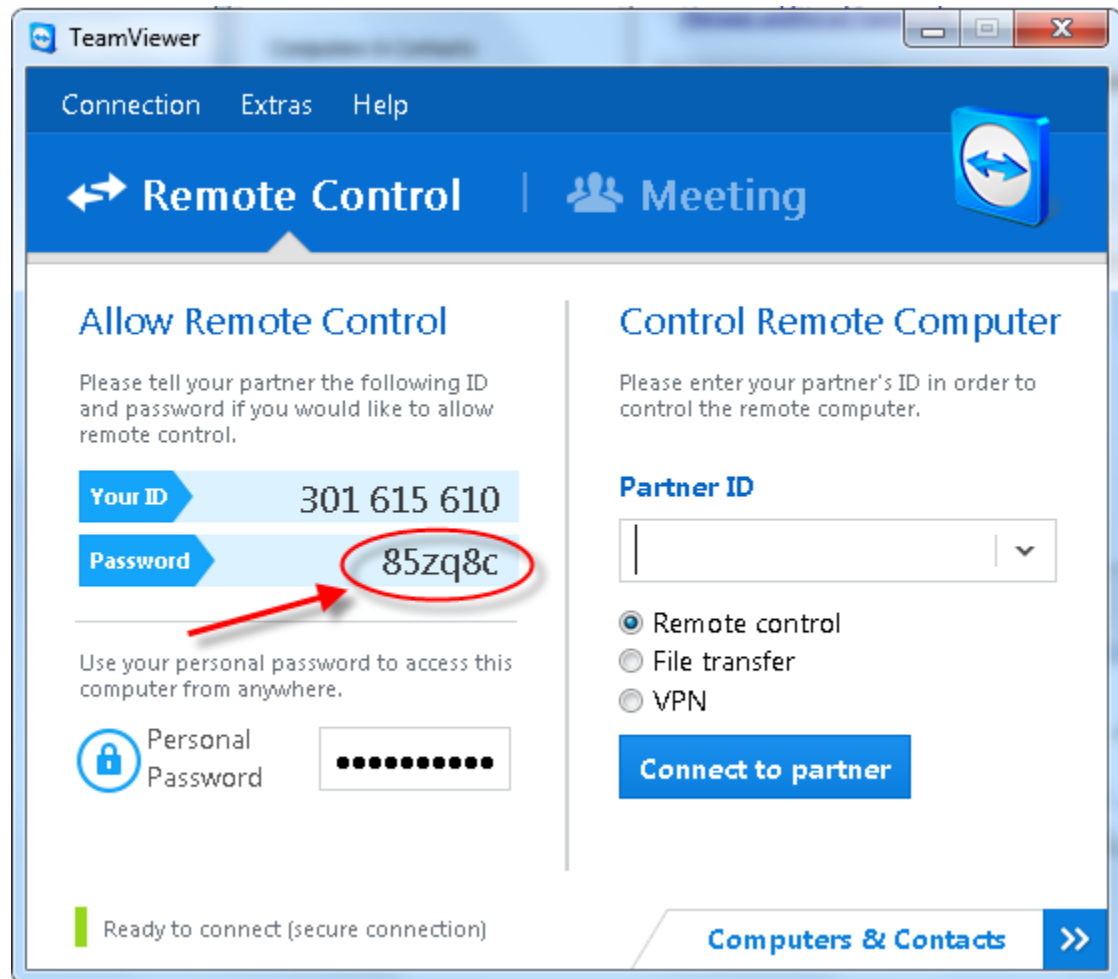 TeamViewer
Connection Extras Help
Remote Control Meeting
Allow Remote Control
Please tell your partner the following ID
and password if you would like to allow
remote control.
Your ID 301 615 610
Password 85zq8c
Use your personal password to access this
computer from anywhere.
Personal
Password
Ready to connect (secure connection)
Control Remote Computer
Please enter your partner's ID in order to
control the remote computer.
Partner ID
Remote control
File transfer
VPN
Connect to partner
Computers & Contacts